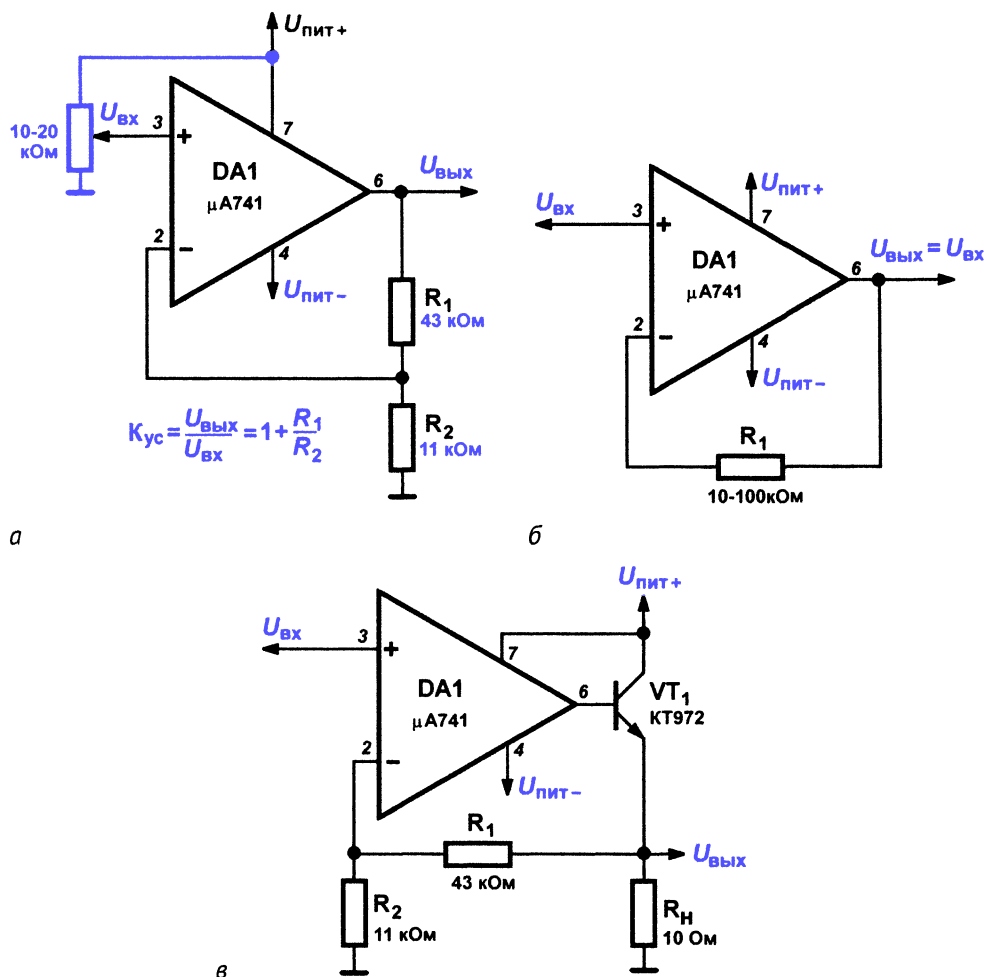 Uпит+
Uвх
10-20
кОм
3
+
7
DA1
μA741
6
Uвых
2
−
4
Uпит−
R1
43 кОм
R2
11 кОм
Kус = Uвых/Uвх = 1 + R1/R2
а
Uвх
3
+
Uпит+
7
DA1
μA741
6
Uвых = Uвх
2
−
4
Uпит−
R1
10-100кОм
б
Uпит+
Uвх
3
+
7
DA1
μA741
6
VT1
КТ972
2
−
4
Uпит−
R1
43 кОм
Uвых
R2
11 кОм
RН
10 Ом
в